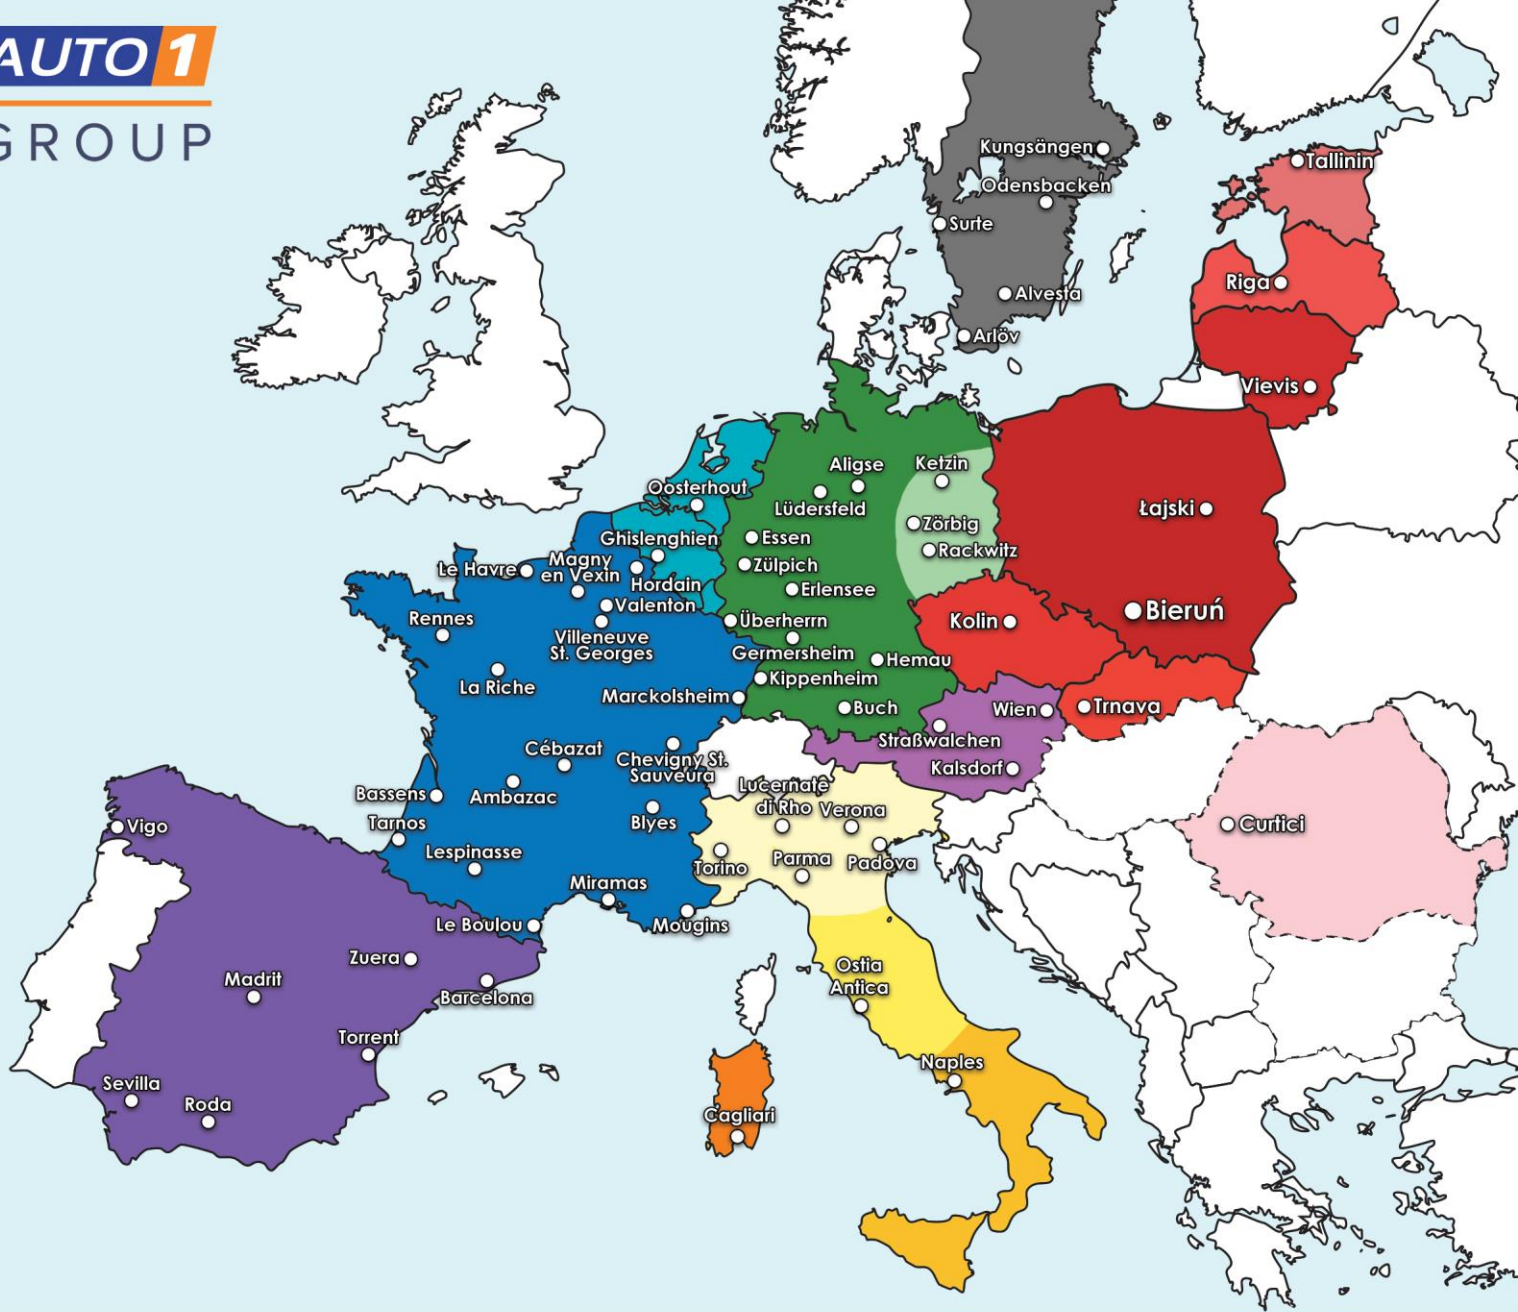 AUTO1
GROUP
Kungsängen
Odensbacken
Surte
Alvesta
Arlöv
Tallinin
Riga
Vievis
Oosterhout
Ghislenghien
Aligse
Lüdersfeld
Ketzin
Zörbig
Rackwitz
Essen
Zülpich
Erlensee
Überherrn
Germersheim
Hemau
Kippenheim
Buch
Łajski
Bieruń
Kolin
Trnava
Wien
Straßwalchen
Kalsdorf
Le Havre
Magny
en Vexin
Hordain
Valenton
Villeneuve
St. Georges
Rennes
La Riche
Marckolsheim
Cébazat
Chevigny St.
Sauveura
Ambazac
Bassens
Tarnos
Blyes
Lespinasse
Miramas
Mougins
Le Boulou
Lucernate
di Rho
Verona
Torino
Parma
Padova
Curtici
Vigo
Zuera
Madrit
Barcelona
Torrent
Sevilla
Roda
Ostia
Antica
Naples
Cagliari